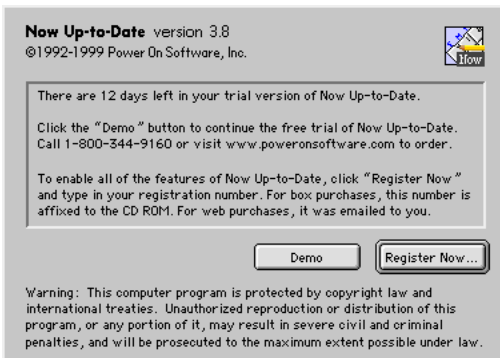 Now Up-to-Date version 3.8
©1992-1999 Power On Software, Inc.
Now
There are 12 days left in your trial version of Now Up-to-Date.
Click the "Demo" button to continue the free trial of Now Up-to-Date.
Call 1-800-344-9160 or visit www.poweronsoftware.com to order.
To enable all of the features of Now Up-to-Date, click "Register Now"
and type in your registration number. For box purchases, this number is
affixed to the CD ROM. For web purchases, it was emailed to you.
Demo
Register Now...
Warning: This computer program is protected by copyright law and
international treaties. Unauthorized reproduction or distribution of this
program, or any portion of it, may result in severe civil and criminal
penalties, and will be prosecuted to the maximum extent possible under law.